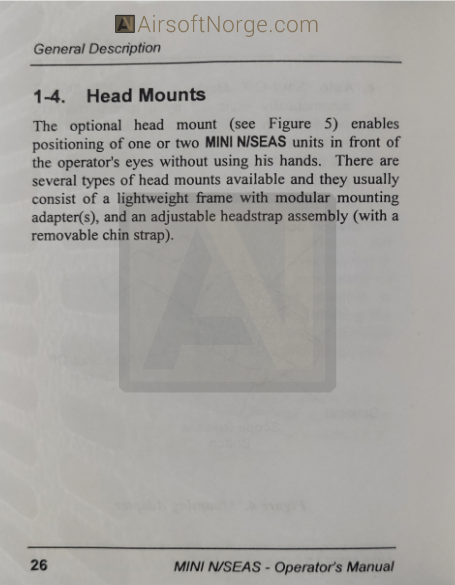 AirsoftNorge.com
General Description
1-4. Head Mounts
The optional head mount (see Figure 5) enables
positioning of one or two MINI N/SEAS units in front of
the operator's eyes without using his hands. There are
several types of head mounts available and they usually
consist of a lightweight frame with modular mounting
adapter(s), and an adjustable headstrap assembly (with a
removable chin strap).
26 MINI N/SEAS - Operator's Manual